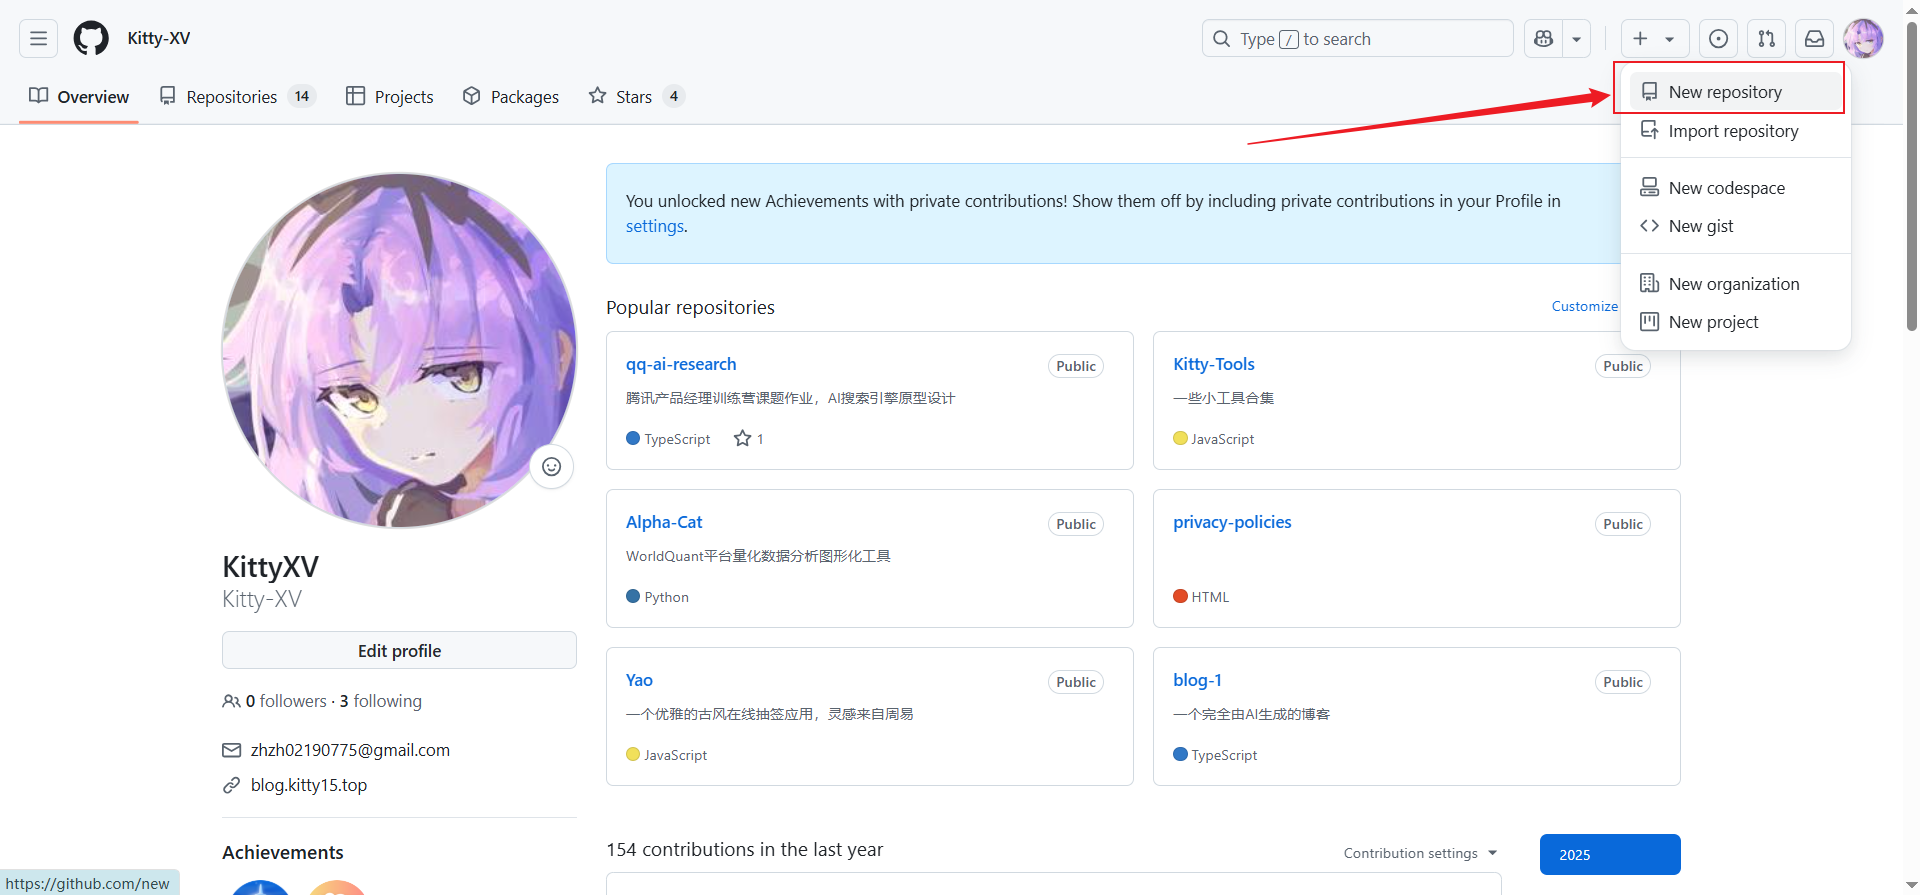 Kitty-XV
Type / to search
Overview
Repositories 14
Projects
Packages
Stars 4
New repository
Import repository
New codespace
New gist
New organization
New project
You unlocked new Achievements with private contributions! Show them off by including private contributions in your Profile in
settings.
Popular repositories
Customize
qq-ai-research
Public
腾讯产品经理训练营课题作业，AI搜索引擎原型设计
TypeScript
1
Kitty-Tools
Public
一些小工具合集
JavaScript
Alpha-Cat
Public
WorldQuant平台量化数据分析图形化工具
Python
privacy-policies
Public
HTML
Yao
Public
一个优雅的古风在线抽签应用，灵感来自周易
JavaScript
blog-1
Public
一个完全由AI生成的博客
TypeScript
KittyXV
Kitty-XV
Edit profile
0 followers · 3 following
zhzh02190775@gmail.com
blog.kitty15.top
Achievements
154 contributions in the last year
Contribution settings
2025
https://github.com/new